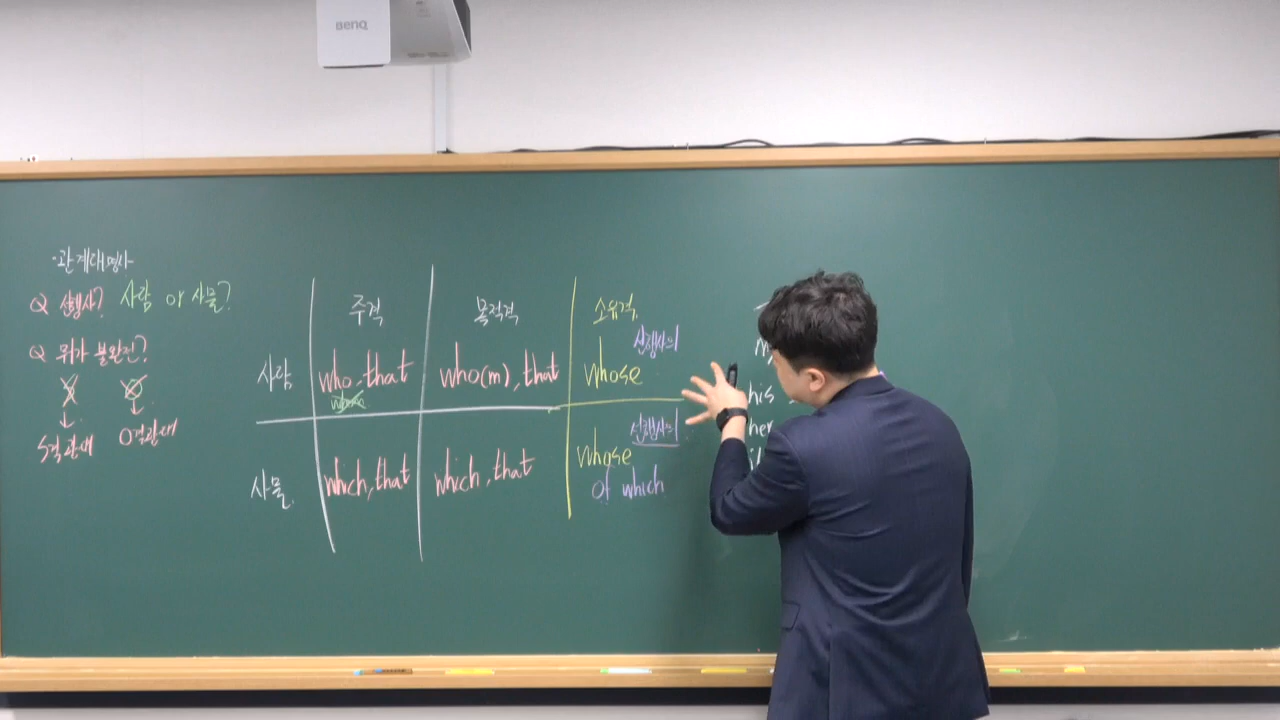 BenQ
·관계대명사
Q 선행사? 사람 or 사물?
Q 뭐가 불완전?
S O
S격관대 O격관대
주격 목적격 소유격
선행사의
사람 who, that who(m), that whose
선행사의
사물 which, that which, that whose
of which
my
his
her